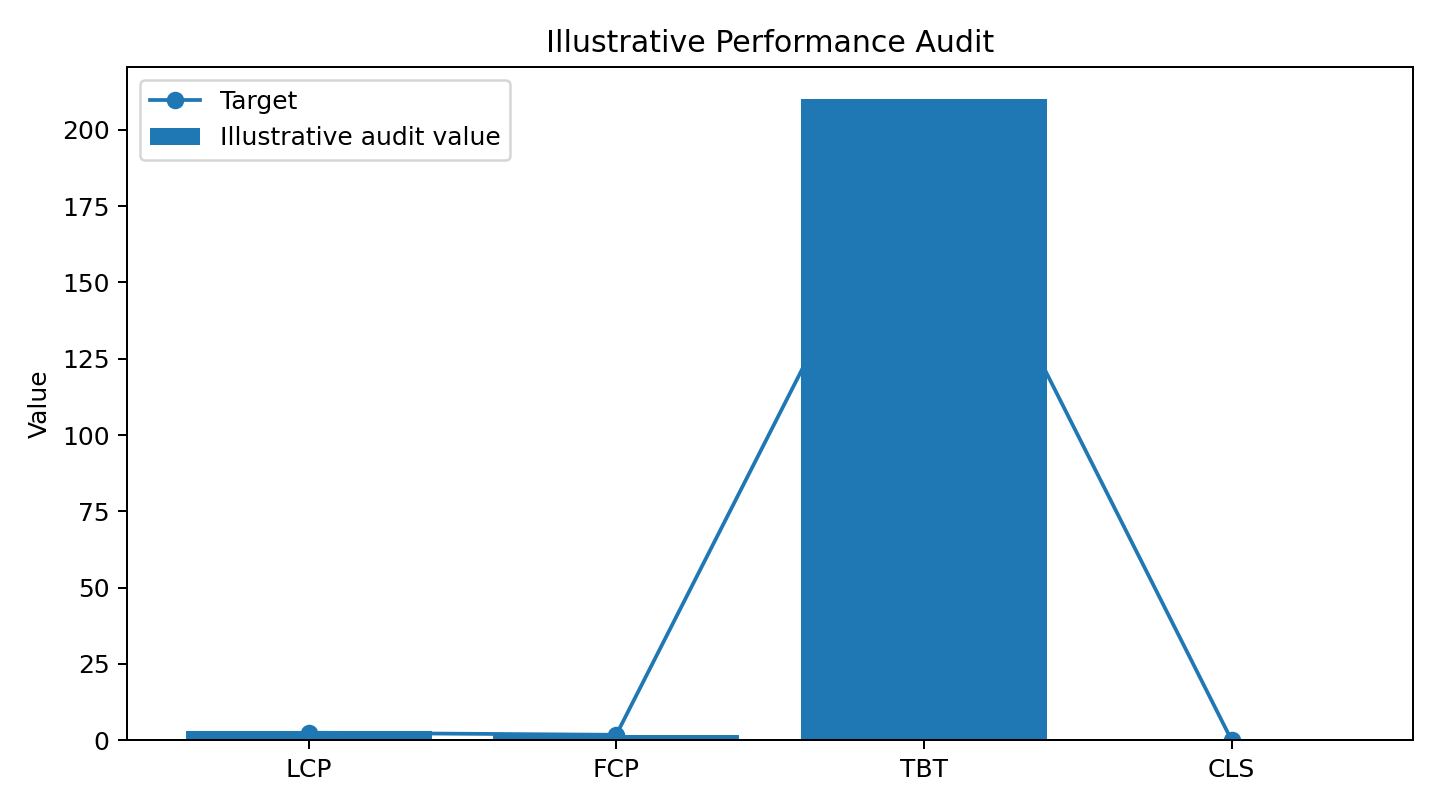 Illustrative Performance Audit
Target
Illustrative audit value
Value
200
175
150
125
100
75
50
25
0
LCP
FCP
TBT
CLS